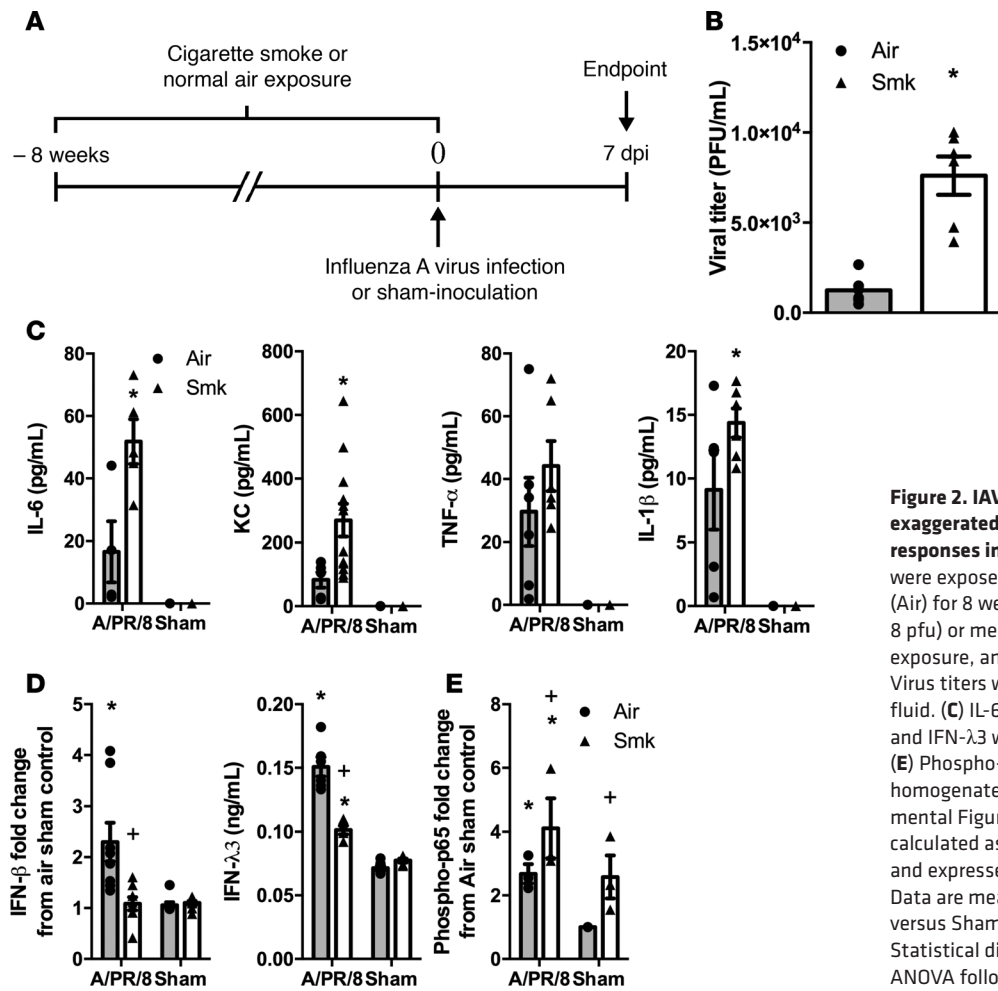 A
Cigarette smoke or
normal air exposure
Endpoint
– 8 weeks
0
7 dpi
Influenza A virus infection
or sham-inoculation
B
Viral titer (PFU/mL)
1.5×10⁴
1.0×10⁴
5.0×10³
0.0
Air
Smk
*
C
IL-6 (pg/mL)
80
60
40
20
0
Air
Smk
*
A/PR/8 Sham
KC (pg/mL)
800
600
400
200
0
*
A/PR/8 Sham
TNF-α (pg/mL)
80
60
40
20
0
A/PR/8 Sham
IL-1β (pg/mL)
20
15
10
5
0
*
A/PR/8 Sham
D
IFN-β fold change
from air sham control
5
4
3
2
1
0
*
+
A/PR/8 Sham
IFN-λ3 (ng/mL)
0.20
0.15
0.10
0.05
0.00
*
+
*
A/PR/8 Sham
E
Phospho-p65 fold change
from Air sham control
8
6
4
2
0
*
+
*
+
Air
Smk
A/PR/8 Sham
Figure 2. IAV
exaggerated
responses in
were expose
(Air) for 8 we
8 pfu) or me
exposure, an
Virus titers w
fluid. (C) IL-6
and IFN-λ3 w
(E) Phospho-
homogenate
mental Figur
calculated as
and expresse
Data are mea
versus Sham
Statistical di
ANOVA follo